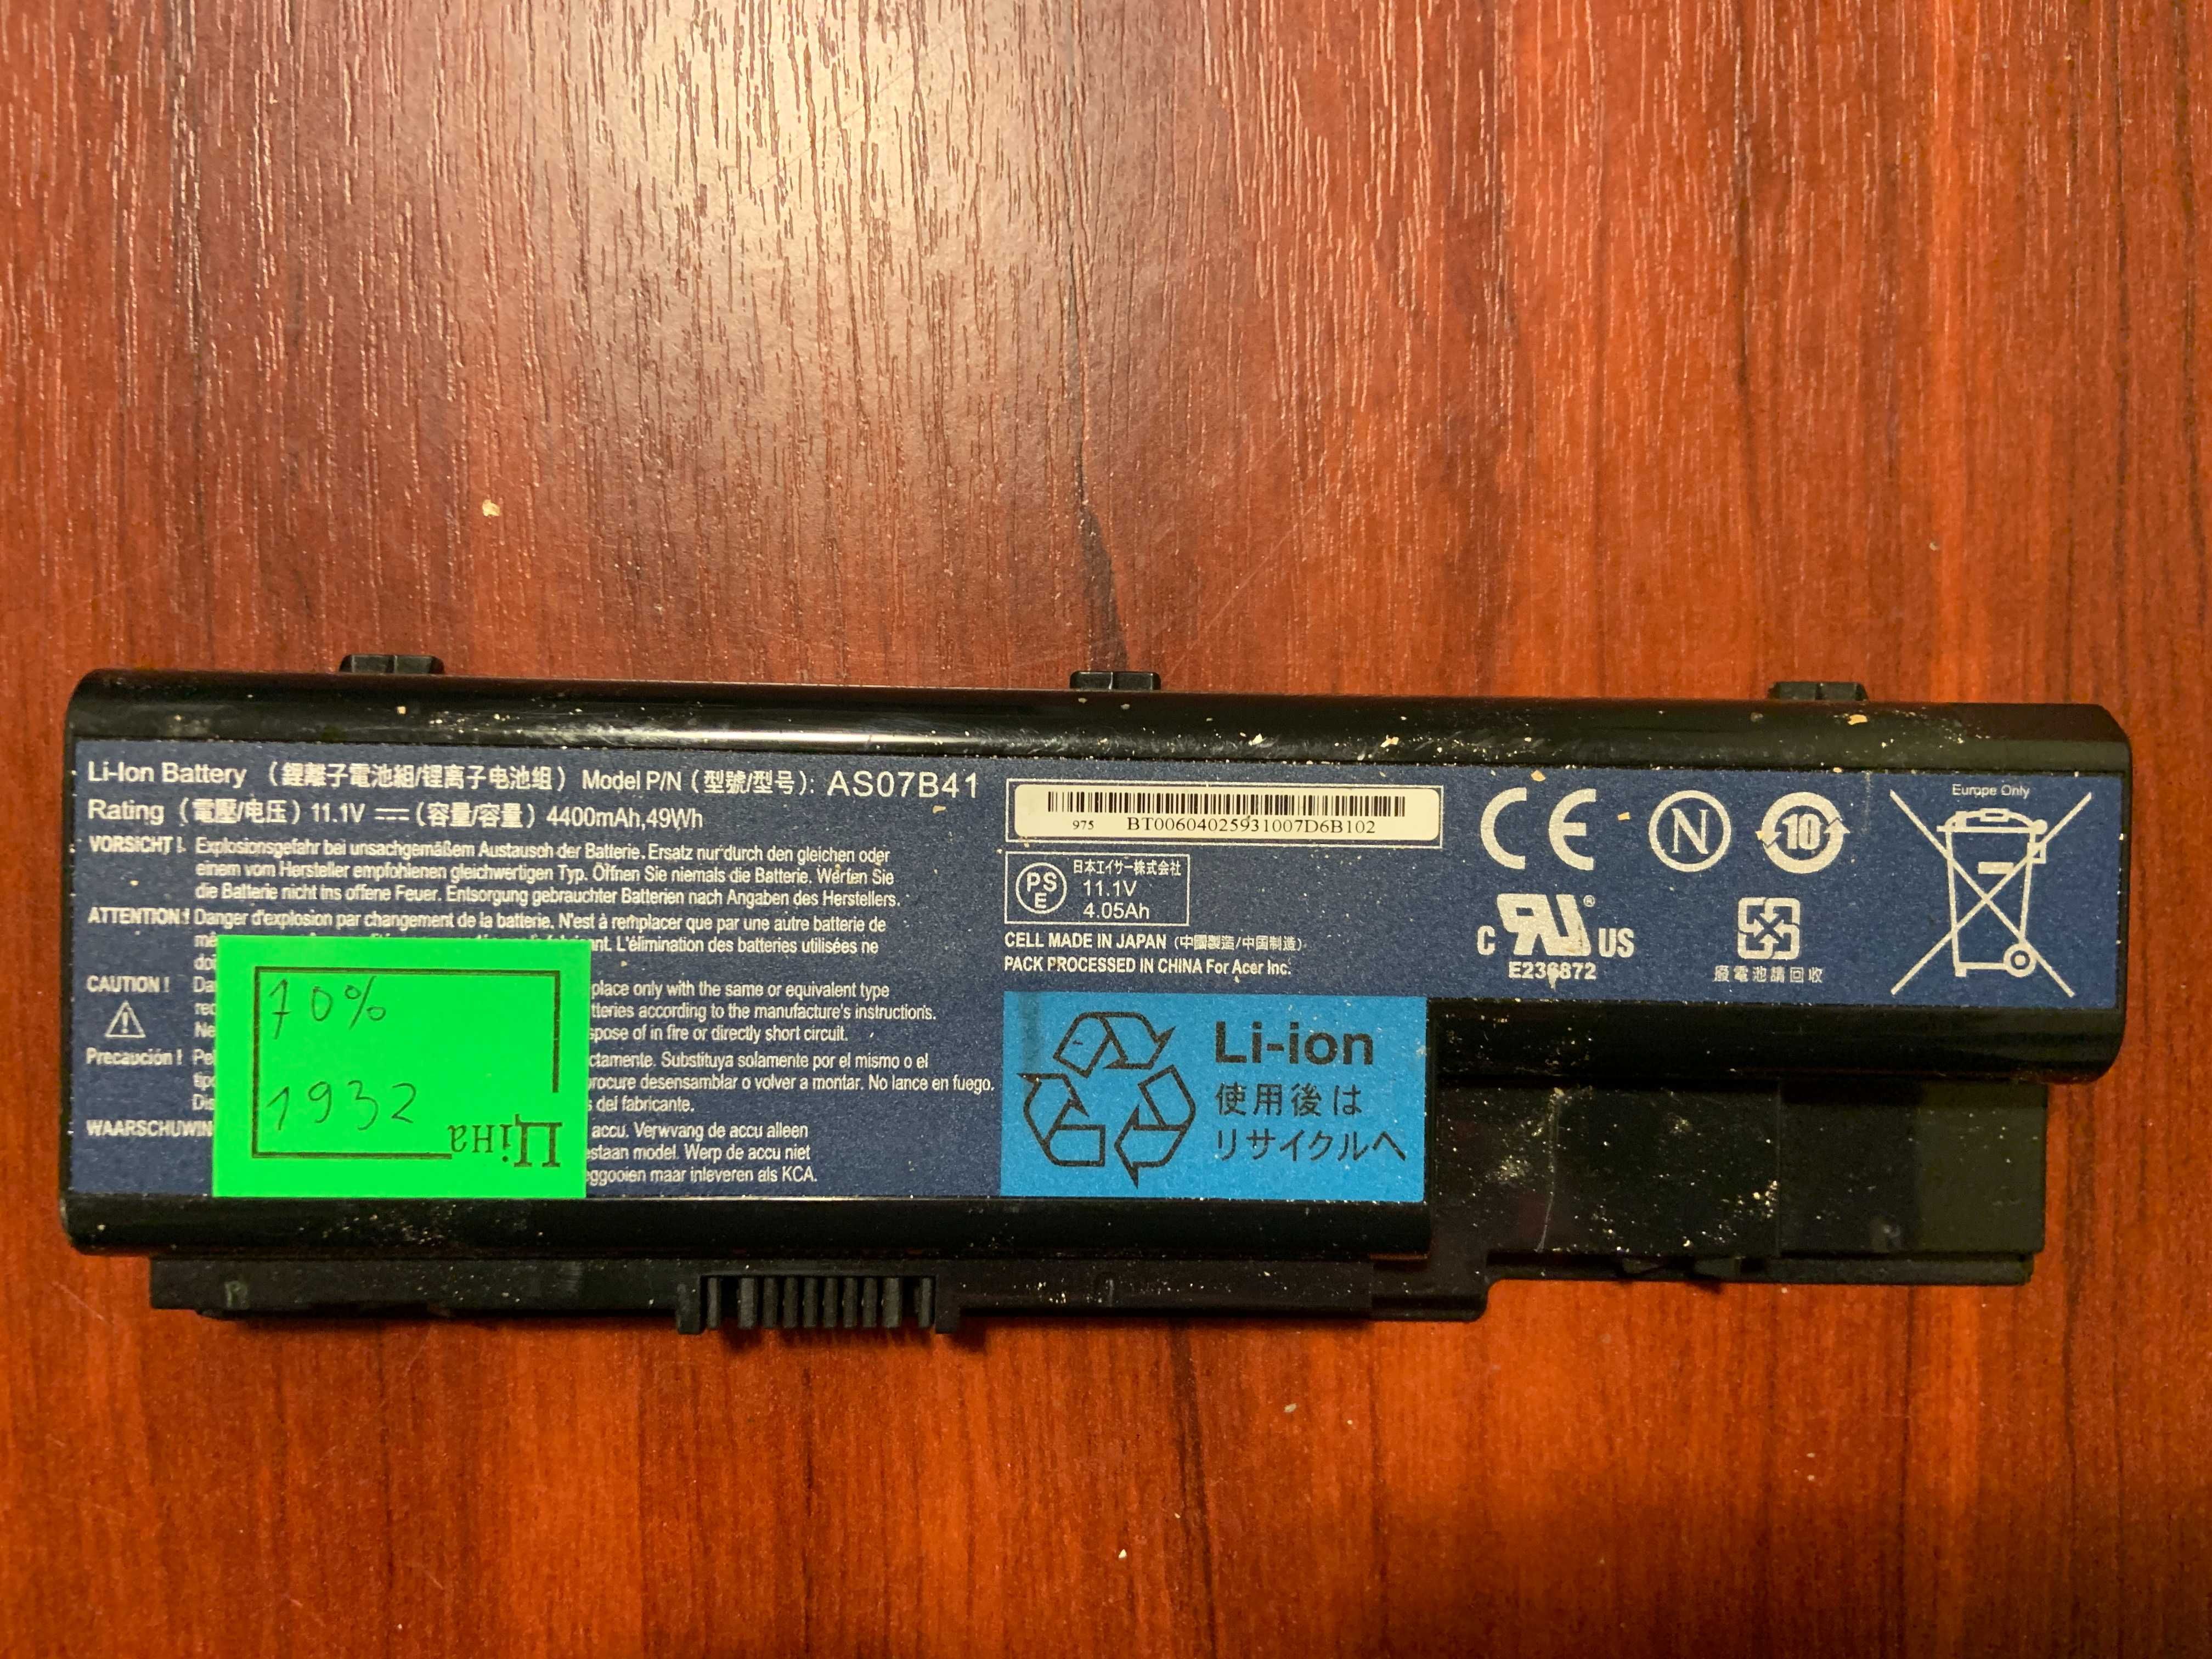 Li-Ion Battery （鋰離子電池組/锂离子电池组）Model P/N（型號/型号）: AS07B41
Rating（電壓/电压）11.1V ⎓（容量/容量）4400mAh,49Wh
VORSICHT ! Explosionsgefahr bei unsachgemäßem Austausch der Batterie. Ersatz nur durch den gleichen oder
einem vom Hersteller empfohlenen gleichwertigen Typ. Öffnen Sie niemals die Batterie. Werfen Sie
die Batterie nicht ins offene Feuer. Entsorgung gebrauchter Batterien nach Angaben des Herstellers.
ATTENTION ! Danger d'explosion par changement de la batterie. N'est à remplacer que par une autre batterie de
L'élimination des batteries utilisées ne
CAUTION !
place only with the same or equivalent type
tteries according to the manufacture's instruction's.
spose of in fire or directly short circuit.
Precaución !
ctamente. Substituya solamente por el mismo o el
procure desensamblar o volver a montar. No lance en fuego.
del fabricante.
WAARSCHUWIN
accu. Verwvang de accu alleen
staan model. Werp de accu niet
ggooien maar inleveren als KCA.
70%
1932
Ціна
975 BT00604025931007D6B102
PSE
日本エイサー株式会社
11.1V
4.05Ah
CELL MADE IN JAPAN（中國製造/中国制造）
PACK PROCESSED IN CHINA For Acer Inc.
Li-ion
使用後は
リサイクルへ
CE
N
10
C RU® US
E236872
廢電池請回收
Europe Only